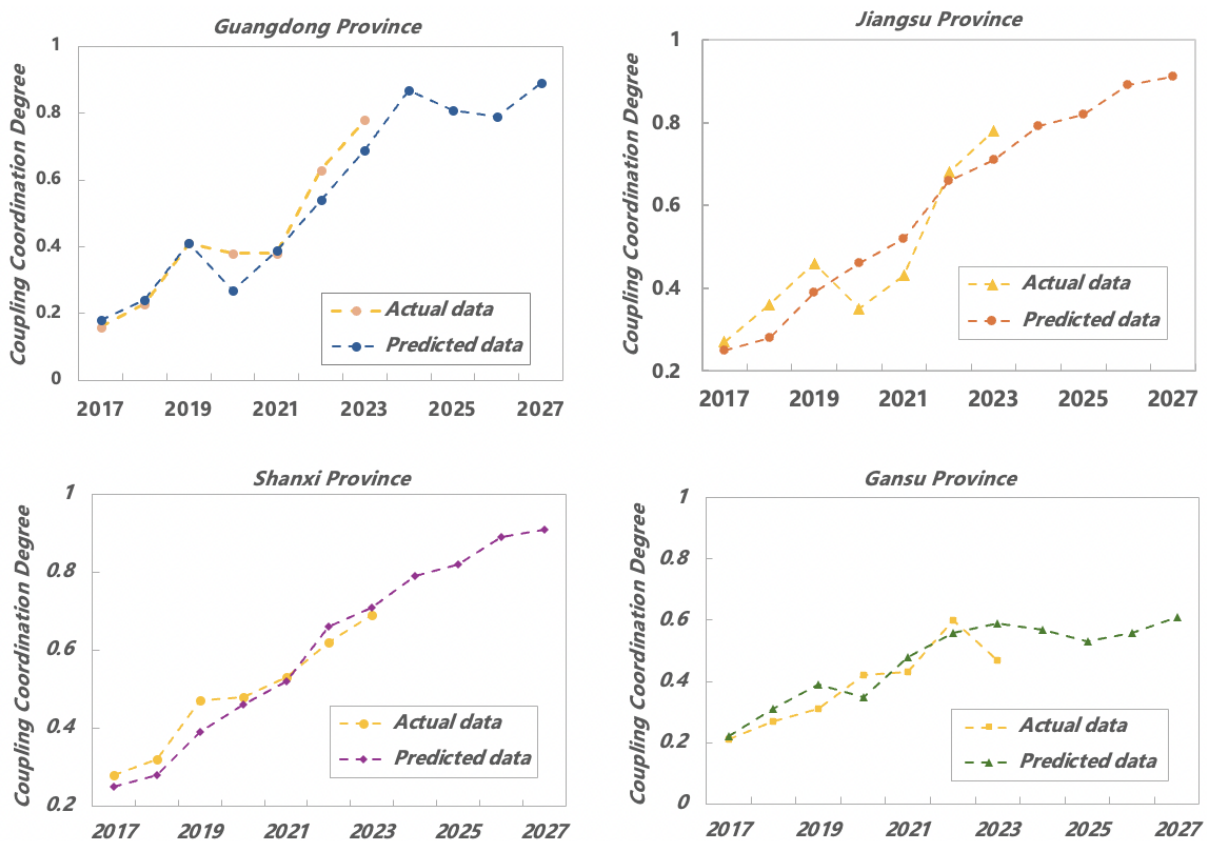 Guangdong Province
Coupling Coordination Degree
1
0.8
0.6
0.4
0.2
0
Actual data
Predicted data
2017 2019 2021 2023 2025 2027
Jiangsu Province
Coupling Coordination Degree
1
0.8
0.6
0.4
0.2
Actual data
Predicted data
2017 2019 2021 2023 2025 2027
Shanxi Province
Coupling Coordination Degree
1
0.8
0.6
0.4
0.2
Actual data
Predicted data
2017 2019 2021 2023 2025 2027
Gansu Province
Coupling Coordination Degree
1
0.8
0.6
0.4
0.2
0
Actual data
Predicted data
2017 2019 2021 2023 2025 2027